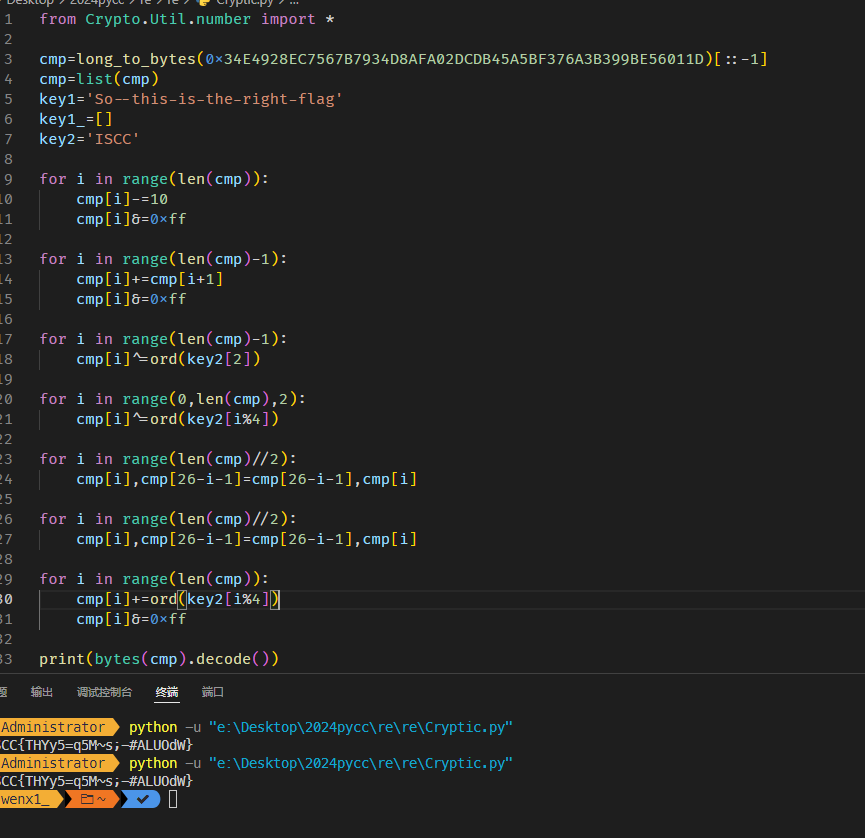 Desktop > 2024pycc > re > re > Cryptic.py > ...
1 from Crypto.Util.number import *
2
3 cmp=long_to_bytes(0×34E4928EC7567B7934D8AFA02DCDB45A5BF376A3B399BE56011D)[::-1]
4 cmp=list(cmp)
5 key1='So--this-is-the-right-flag'
6 key1_=[]
7 key2='ISCC'
8
9 for i in range(len(cmp)):
10 cmp[i]-=10
11 cmp[i]&=0×ff
12
13 for i in range(len(cmp)-1):
14 cmp[i]+=cmp[i+1]
15 cmp[i]&=0×ff
16
17 for i in range(len(cmp)-1):
18 cmp[i]^=ord(key2[2])
19
20 for i in range(0,len(cmp),2):
21 cmp[i]^=ord(key2[i%4])
22
23 for i in range(len(cmp)//2):
24 cmp[i],cmp[26-i-1]=cmp[26-i-1],cmp[i]
25
26 for i in range(len(cmp)//2):
27 cmp[i],cmp[26-i-1]=cmp[26-i-1],cmp[i]
28
29 for i in range(len(cmp)):
30 cmp[i]+=ord(key2[i%4])
31 cmp[i]&=0×ff
32
33 print(bytes(cmp).decode())
题 输出 调试控制台 终端 端口
Administrator python -u "e:\Desktop\2024pycc\re\re\Cryptic.py"
SCC{THYy5=q5M~s;—#ALUOdW}
Administrator python -u "e:\Desktop\2024pycc\re\re\Cryptic.py"
SCC{THYy5=q5M~s;—#ALUOdW}
wenx1_ ~